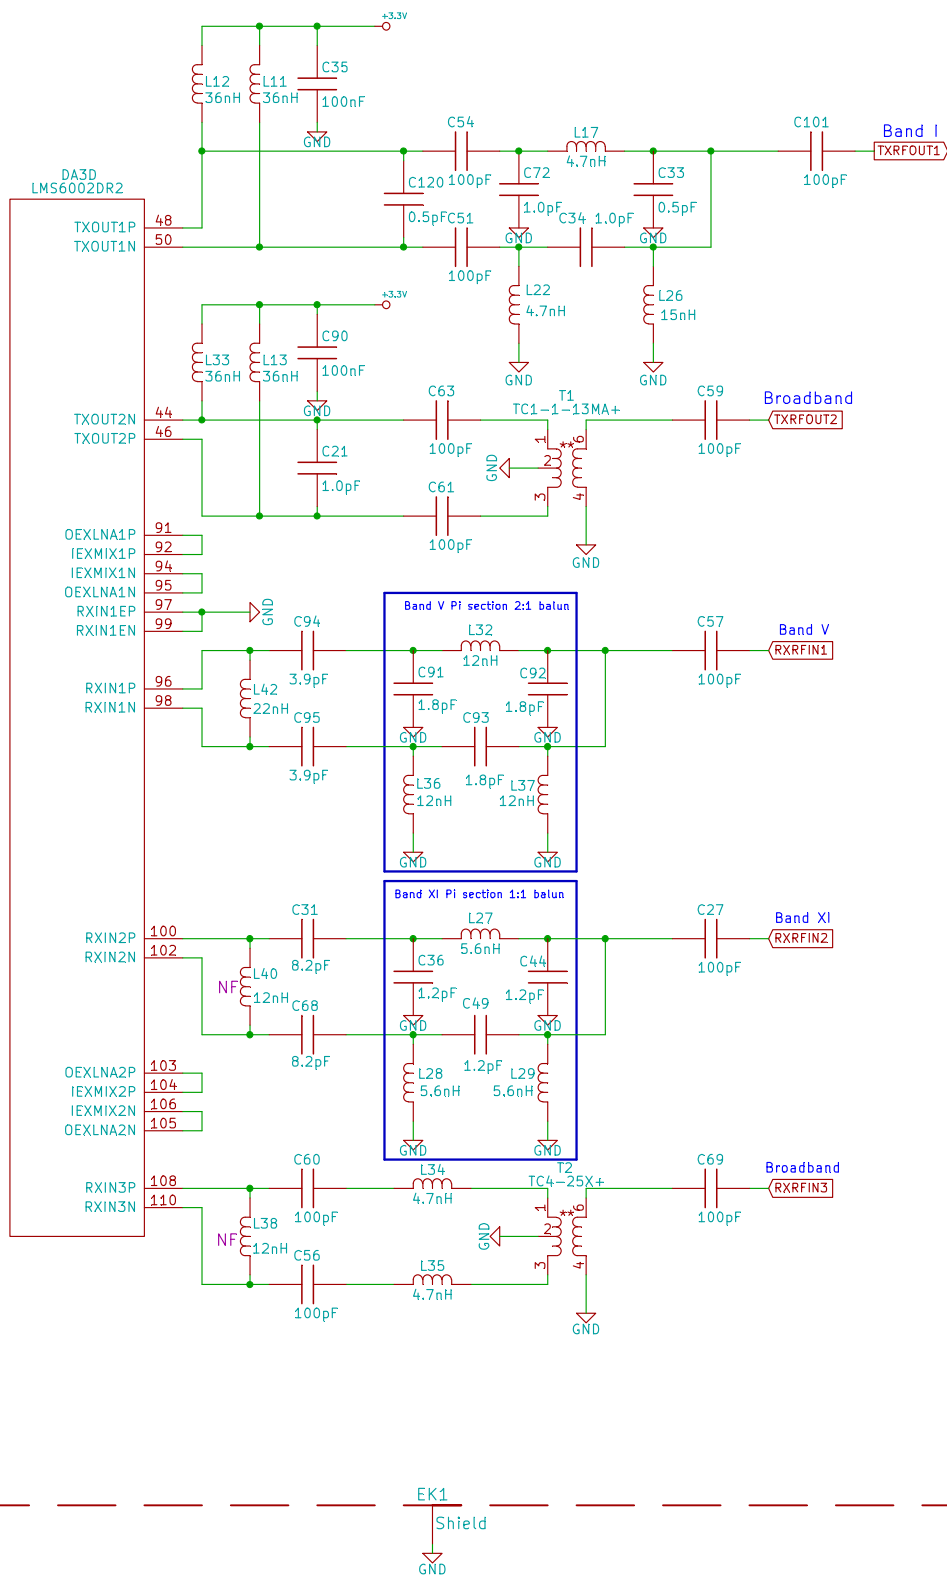 +3.3V
L12
36nH
L11
36nH
C35
100nF
GND
C54
100pF
L17
4.7nH
C101
100pF
Band I
TXRFOUT1
DA3D
LMS6002DR2
C120
0.5pF
C72
1.0pF
GND
C33
0.5pF
GND
TXOUT1P 48
TXOUT1N 50
C51
100pF
C34 1.0pF
L22
4.7nH
GND
L26
15nH
GND
+3.3V
L33
36nH
L13
36nH
C90
100nF
GND
C63
100pF
T1
TC1-1-13MA+
C59
100pF
Broadband
TXRFOUT2
TXOUT2N 44
TXOUT2P 46
C21
1.0pF
GND
1
2
3
**
6
4
C61
100pF
GND
OEXLNA1P 91
IEXMIX1P 92
IEXMIX1N 94
OEXLNA1N 95
RXIN1EP 97
RXIN1EN 99
GND
Band V Pi section 2:1 balun
C94
3.9pF
L32
12nH
C57
100pF
Band V
RXRFIN1
RXIN1P 96
RXIN1N 98
L42
22nH
C91
1.8pF
GND
C92
1.8pF
GND
C95
3.9pF
C93
1.8pF
L36
12nH
GND
L37
12nH
GND
Band XI Pi section 1:1 balun
C31
8.2pF
L27
5.6nH
C27
100pF
Band XI
RXRFIN2
RXIN2P 100
RXIN2N 102
NF
L40
12nH
C36
1.2pF
GND
C44
1.2pF
GND
C68
8.2pF
C49
1.2pF
L28
5.6nH
GND
L29
5.6nH
GND
OEXLNA2P 103
IEXMIX2P 104
IEXMIX2N 106
OEXLNA2N 105
C60
100pF
L34
4.7nH
T2
TC4-25X+
C69
100pF
Broadband
RXRFIN3
RXIN3P 108
RXIN3N 110
NF
L38
12nH
GND
1
2
3
**
6
4
C56
100pF
L35
4.7nH
GND
EK1
Shield
GND